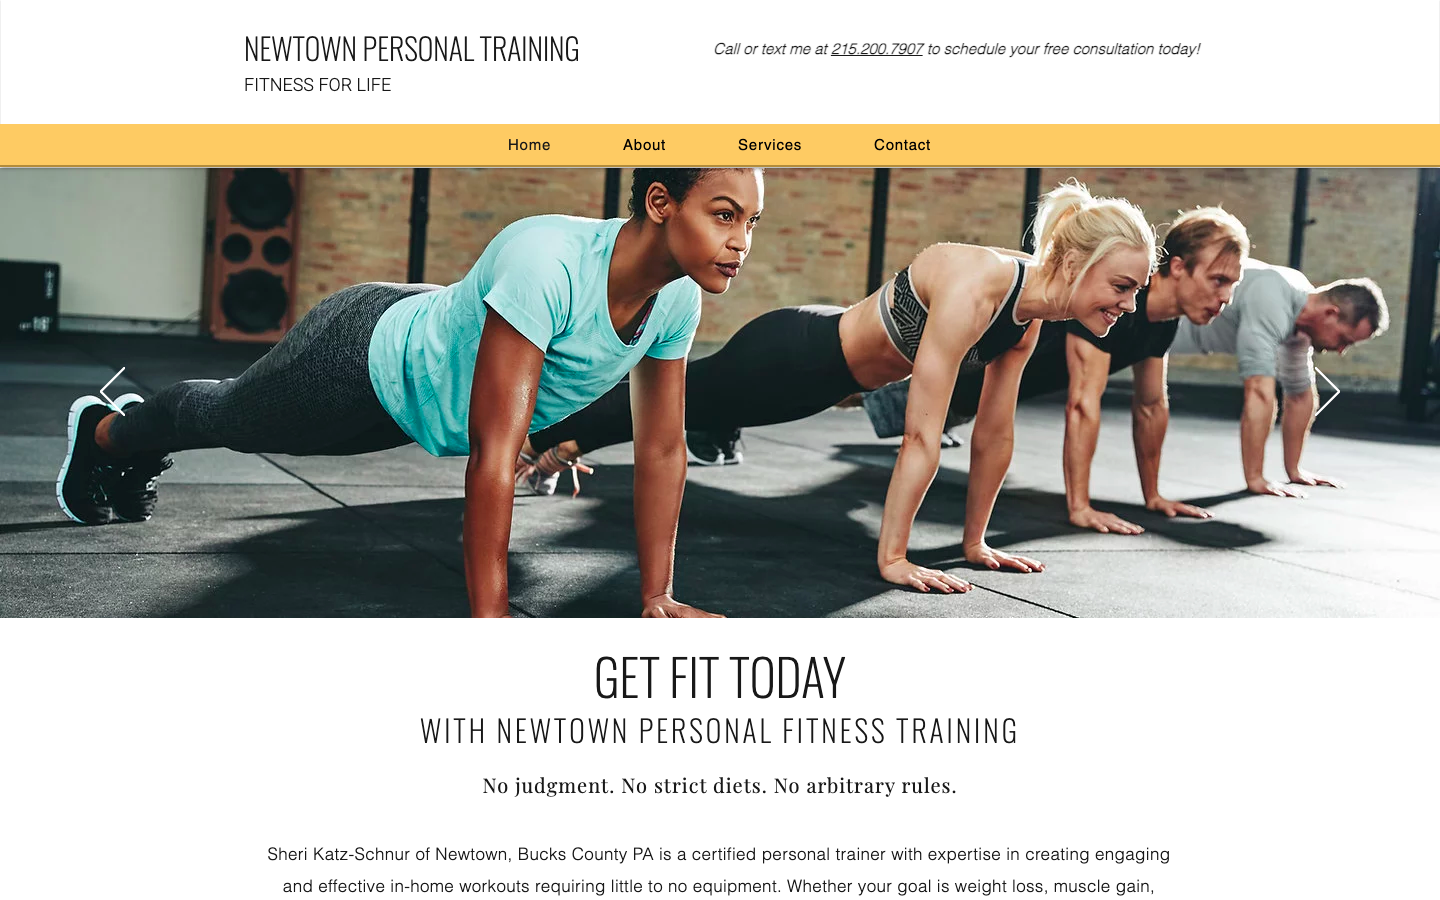 NEWTOWN PERSONAL TRAINING
FITNESS FOR LIFE
Call or text me at 215.200.7907 to schedule your free consultation today!
Home
About
Services
Contact
GET FIT TODAY
WITH NEWTOWN PERSONAL FITNESS TRAINING
No judgment. No strict diets. No arbitrary rules.
Sheri Katz-Schnur of Newtown, Bucks County PA is a certified personal trainer with expertise in creating engaging
and effective in-home workouts requiring little to no equipment. Whether your goal is weight loss, muscle gain,